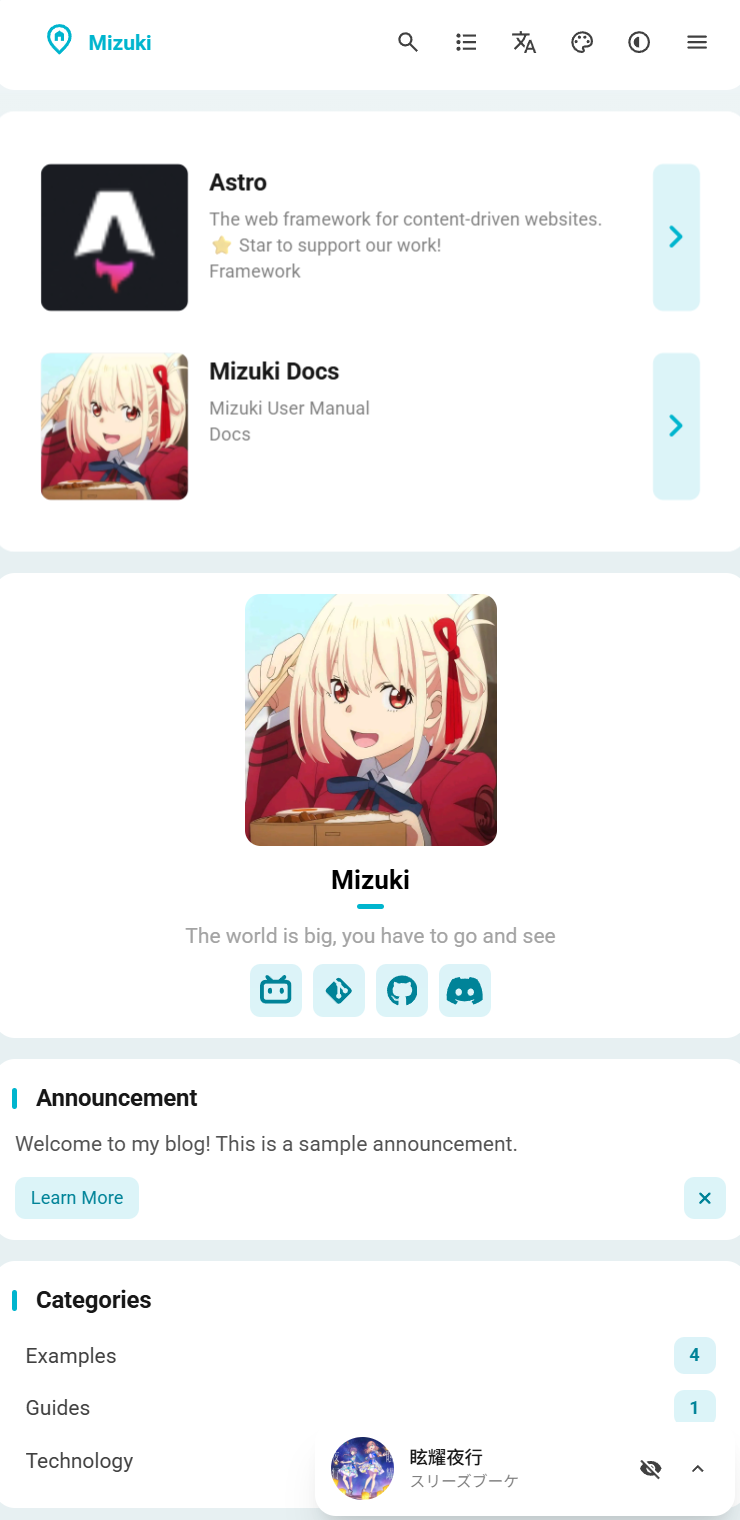 Mizuki
Astro
The web framework for content-driven websites.
⭐ Star to support our work!
Framework
Mizuki Docs
Mizuki User Manual
Docs
Mizuki
The world is big, you have to go and see
Announcement
Welcome to my blog! This is a sample announcement.
Learn More
Categories
Examples
4
Guides
1
Technology
眩耀夜行
スリーズブーケ